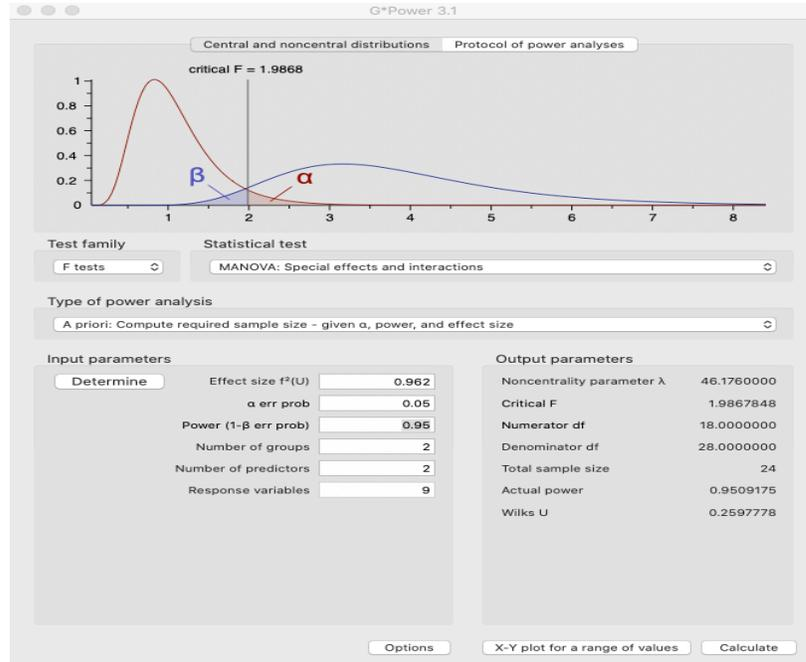 G*Power 3.1
Central and noncentral distributions Protocol of power analyses
critical F = 1.9868
1
0.8
0.6
0.4
0.2
0
β
α
1 2 3 4 5 6 7 8
Test family Statistical test
F tests MANOVA: Special effects and interactions
Type of power analysis
A priori: Compute required sample size - given α, power, and effect size
Input parameters Output parameters
Determine Effect size f²(U) 0.962 Noncentrality parameter λ 46.1760000
α err prob 0.05 Critical F 1.9867848
Power (1-β err prob) 0.95 Numerator df 18.0000000
Number of groups 2 Denominator df 28.0000000
Number of predictors 2 Total sample size 24
Response variables 9 Actual power 0.9509175
Wilks U 0.2597778
Options X-Y plot for a range of values Calculate